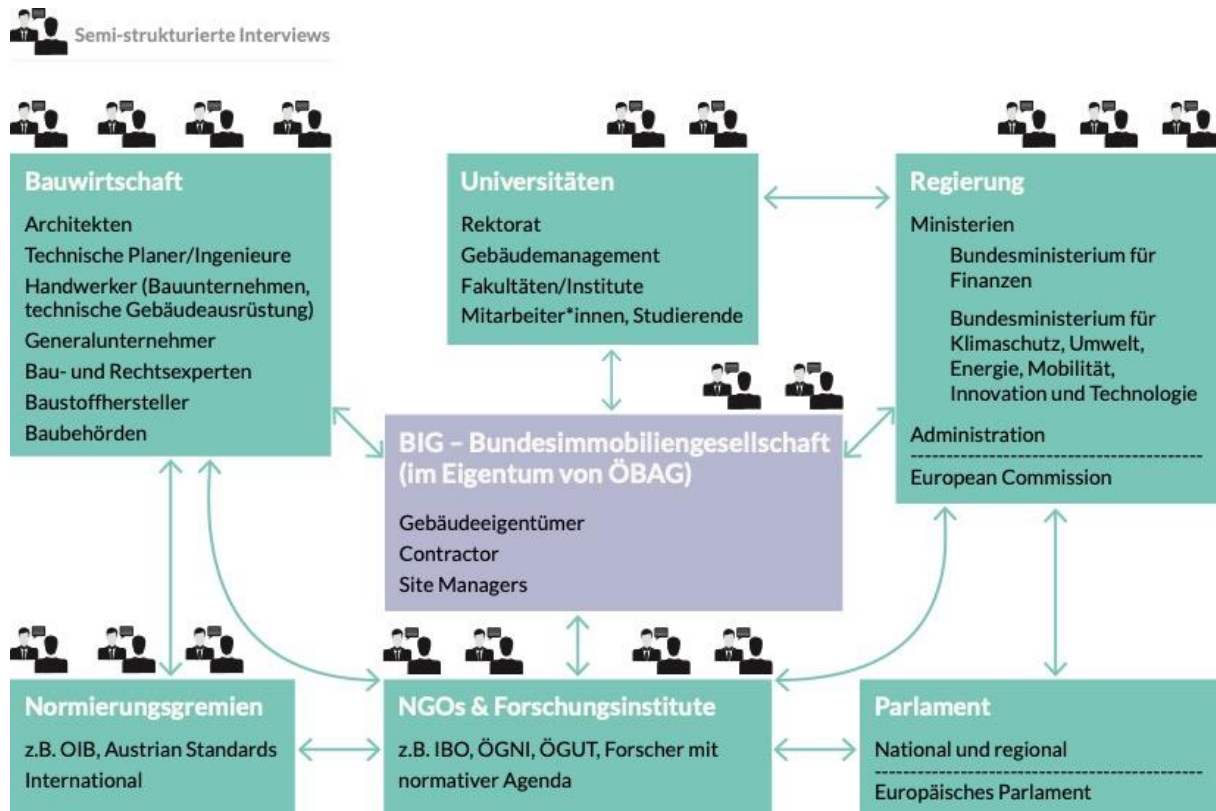 Semi-strukturierte Interviews
Bauwirtschaft
Architekten
Technische Planer/Ingenieure
Handwerker (Bauunternehmen,
technische Gebäudeausrüstung)
Generalunternehmer
Bau- und Rechtsexperten
Baustoffhersteller
Baubehörden
Universitäten
Rektorat
Gebäudemanagement
Fakultäten/Institute
Mitarbeiter*innen, Studierende
Regierung
Ministerien
Bundesministerium für
Finanzen
Bundesministerium für
Klimaschutz, Umwelt,
Energie, Mobilität,
Innovation und Technologie
Administration
European Commission
BIG – Bundesimmobiliengesellschaft
(im Eigentum von ÖBAG)
Gebäudeeigentümer
Contractor
Site Managers
Normierungsgremien
z.B. OIB, Austrian Standards
International
NGOs & Forschungsinstitute
z.B. IBO, ÖGNI, ÖGUT, Forscher mit
normativer Agenda
Parlament
National und regional
Europäisches Parlament